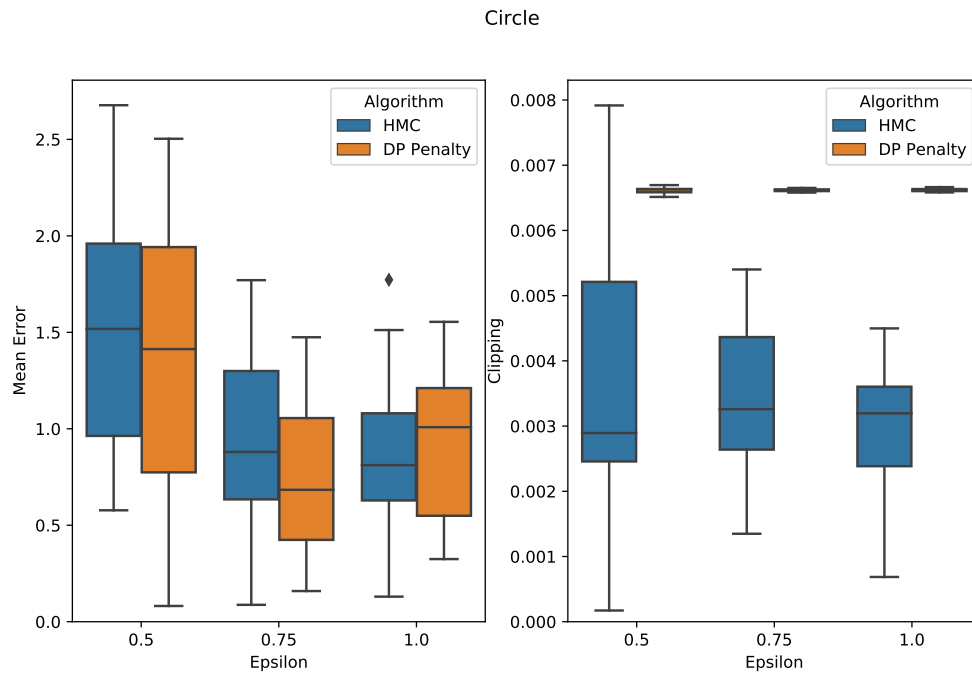 Circle
Mean Error
2.5
2.0
1.5
1.0
0.5
0.0
Algorithm
HMC
DP Penalty
0.5
0.75
1.0
Epsilon
Clipping
0.008
0.007
0.006
0.005
0.004
0.003
0.002
0.001
0.000
Algorithm
HMC
DP Penalty
0.5
0.75
1.0
Epsilon